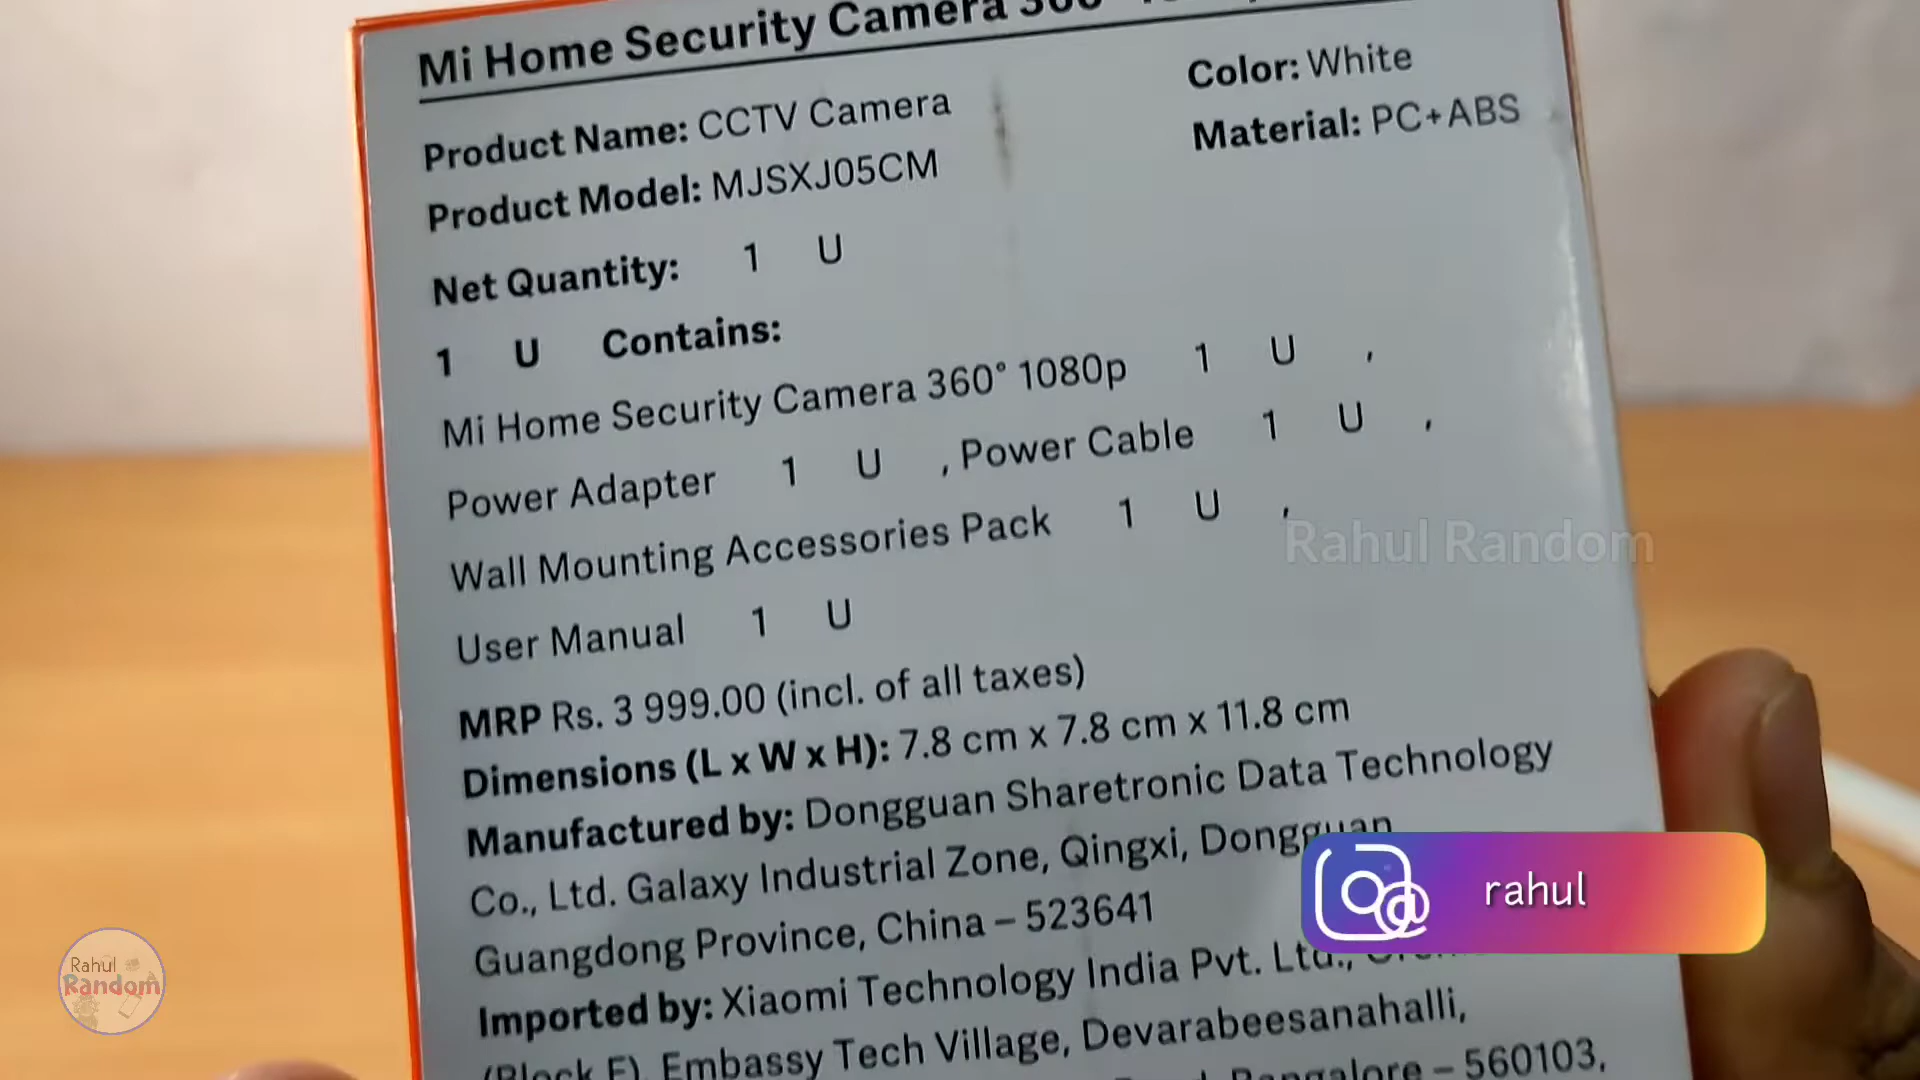 Mi Home Security Camera 360°
Color: White
Product Name: CCTV Camera
Material: PC+ABS
Product Model: MJSXJ05CM
Net Quantity: 1 U
1 U Contains:
Mi Home Security Camera 360° 1080p 1 U ,
Power Adapter 1 U , Power Cable 1 U ,
Wall Mounting Accessories Pack 1 U ,
User Manual 1 U
MRP Rs. 3 999.00 (incl. of all taxes)
Dimensions (L x W x H): 7.8 cm x 7.8 cm x 11.8 cm
Manufactured by: Dongguan Sharetronic Data Technology
Co., Ltd. Galaxy Industrial Zone, Qingxi, Dongguan
Guangdong Province, China – 523641
Imported by: Xiaomi Technology India Pvt. Ltd.,
(Block E), Embassy Tech Village, Devarabeesanahalli,
Bangalore – 560103,
Rahul Random
@ rahul
Rahul
Random